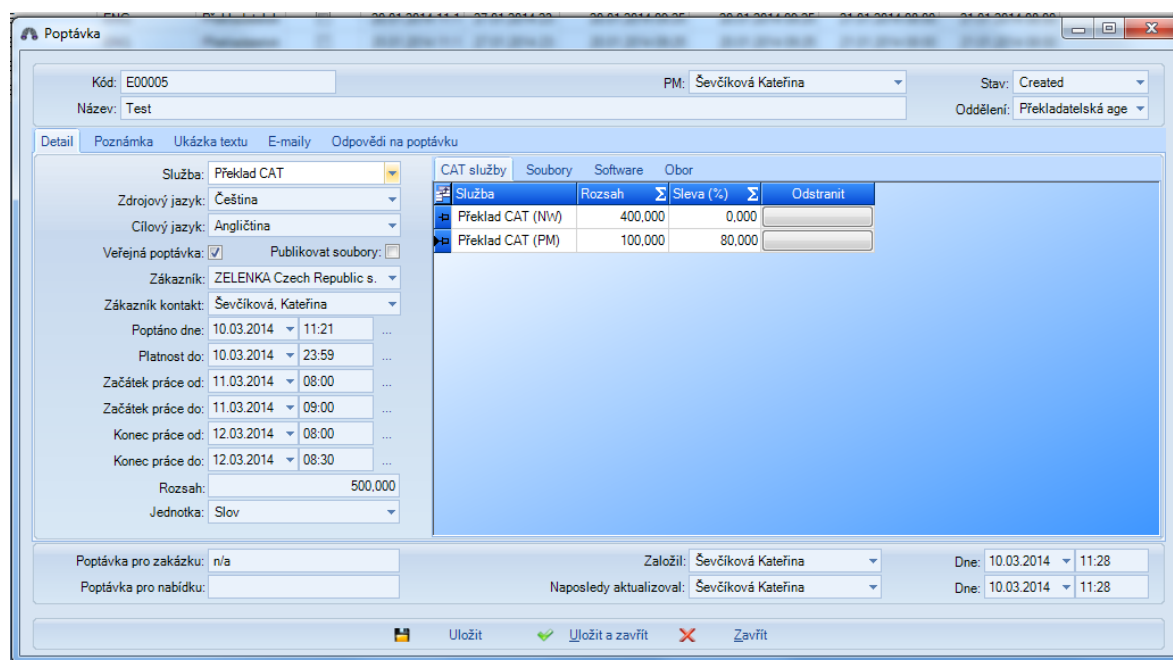 Poptávka
Kód: E00005 PM: Ševčíková Kateřina Stav: Created
Název: Test Oddělení: Překladatelská age
Detail Poznámka Ukázka textu E-maily Odpovědi na poptávku
Služba: Překlad CAT
Zdrojový jazyk: Čeština
Cílový jazyk: Angličtina
Veřejná poptávka: Publikovat soubory:
Zákazník: ZELENKA Czech Republic s.
Zákazník kontakt: Ševčíková, Kateřina
Poptáno dne: 10.03.2014 11:21 ...
Platnost do: 10.03.2014 23:59 ...
Začátek práce od: 11.03.2014 08:00 ...
Začátek práce do: 11.03.2014 09:00 ...
Konec práce od: 12.03.2014 08:00 ...
Konec práce do: 12.03.2014 08:30 ...
Rozsah: 500,000
Jednotka: Slov
CAT služby Soubory Software Obor
Služba Rozsah Σ Sleva (%) Σ Odstranit
Překlad CAT (NW) 400,000 0,000
Překlad CAT (PM) 100,000 80,000
Poptávka pro zakázku: n/a Založil: Ševčíková Kateřina Dne: 10.03.2014 11:28
Poptávka pro nabídku: Naposledy aktualizoval: Ševčíková Kateřina Dne: 10.03.2014 11:28
Uložit Uložit a zavřít Zavřít